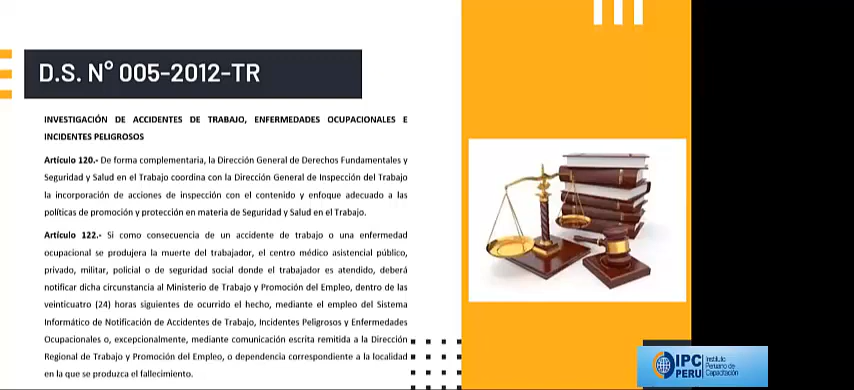 D.S. N° 005-2012-TR
INVESTIGACIÓN DE ACCIDENTES DE TRABAJO, ENFERMEDADES OCUPACIONALES E
INCIDENTES PELIGROSOS
Artículo 120.- De forma complementaria, la Dirección General de Derechos Fundamentales y
Seguridad y Salud en el Trabajo coordina con la Dirección General de Inspección del Trabajo
la incorporación de acciones de inspección con el contenido y enfoque adecuado a las
políticas de promoción y protección en materia de Seguridad y Salud en el Trabajo.
Artículo 122.- Si como consecuencia de un accidente de trabajo o una enfermedad
ocupacional se produjera la muerte del trabajador, el centro médico asistencial público,
privado, militar, policial o de seguridad social donde el trabajador es atendido, deberá
notificar dicha circunstancia al Ministerio de Trabajo y Promoción del Empleo, dentro de las
veinticuatro (24) horas siguientes de ocurrido el hecho, mediante el empleo del Sistema
Informático de Notificación de Accidentes de Trabajo, Incidentes Peligrosos y Enfermedades
Ocupacionales o, excepcionalmente, mediante comunicación escrita remitida a la Dirección
Regional de Trabajo y Promoción del Empleo, o dependencia correspondiente a la localidad
en la que se produzca el fallecimiento.
IPC
PERU
Instituto
Peruano de
Capacitación